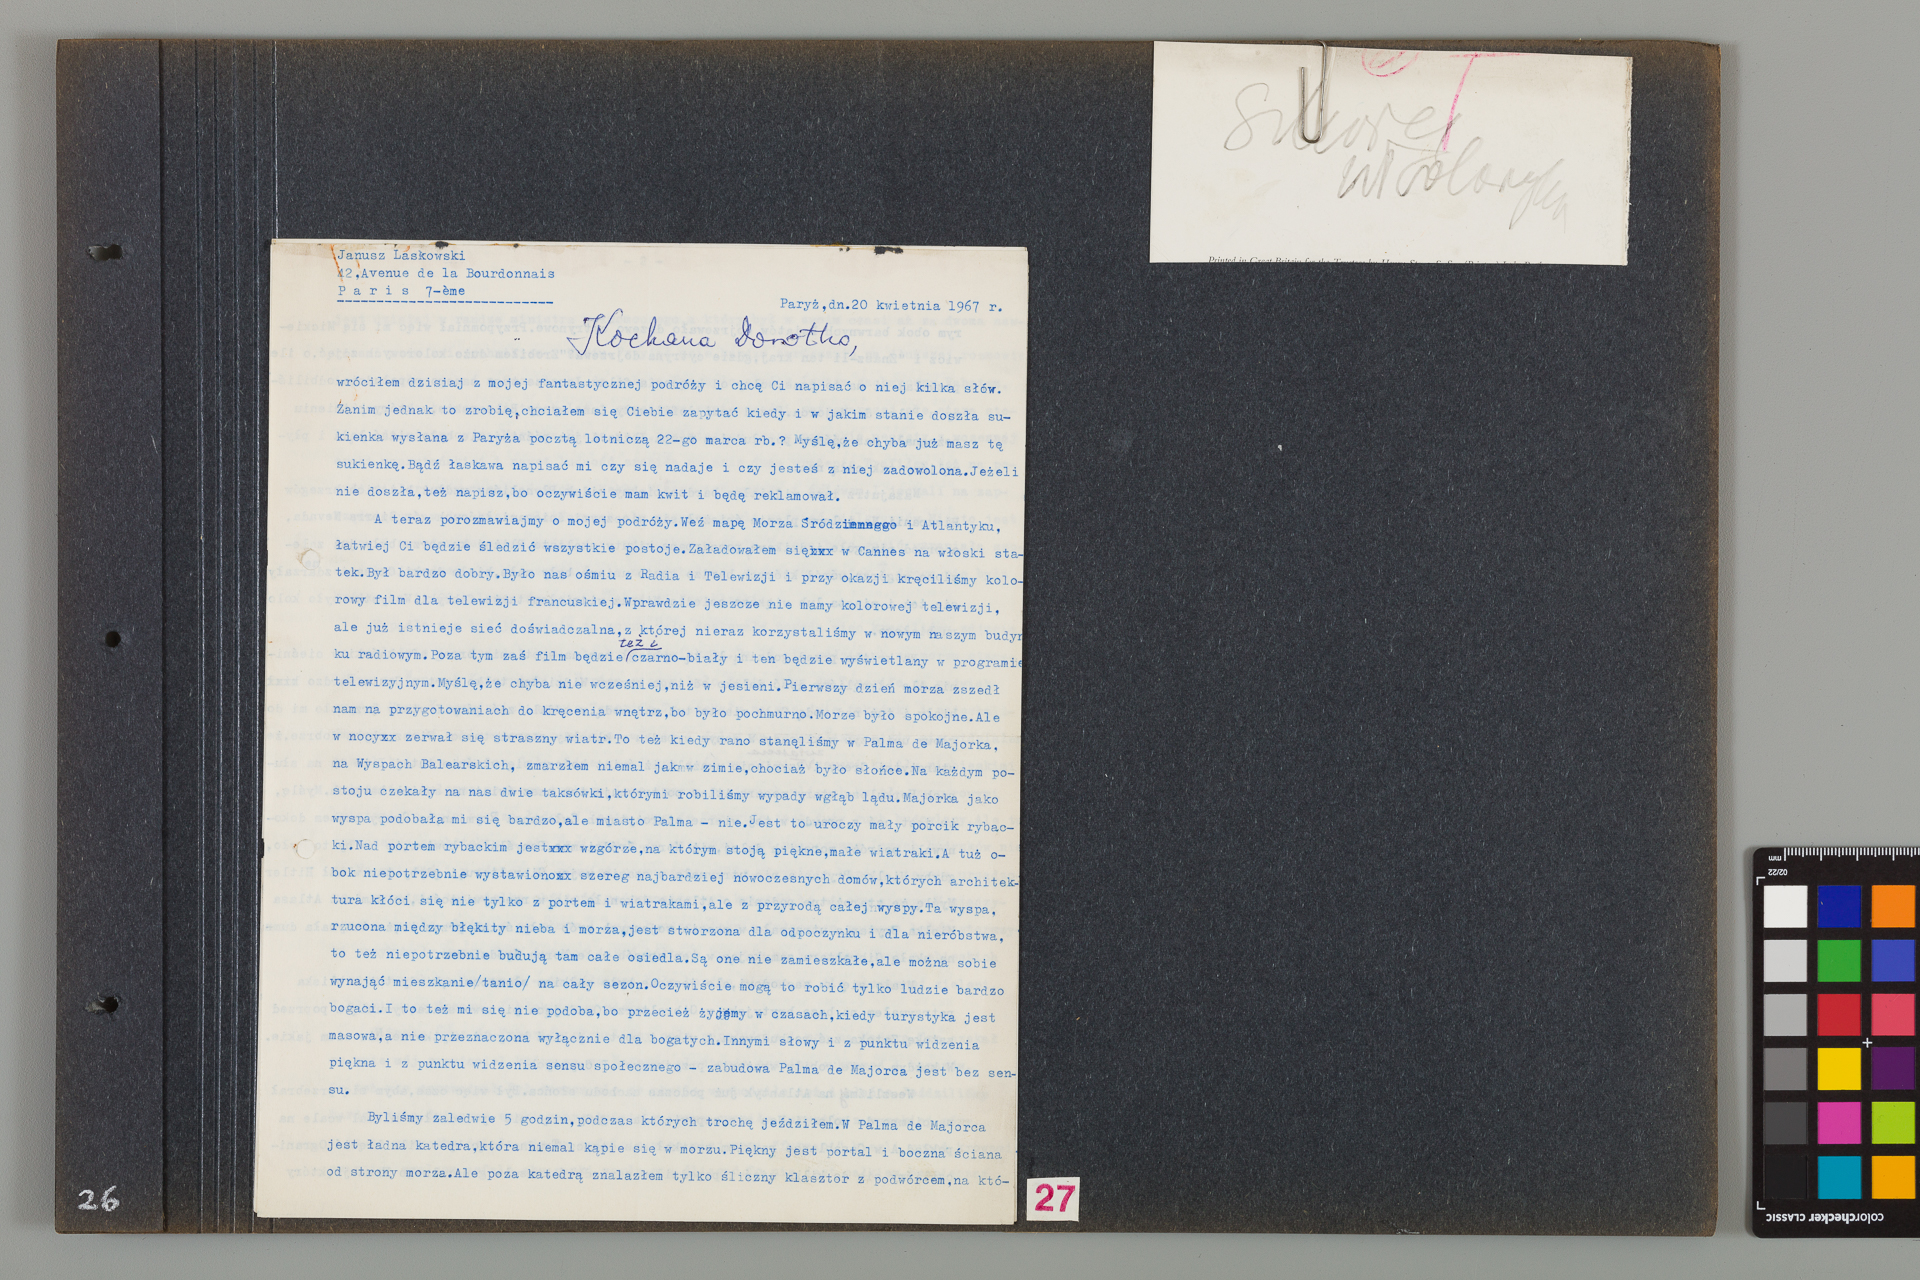 Janusz Laskowski
42,Avenue de la Bourdonnais
P a r i s 7-ème
Paryż,dn.20 kwietnia 1967 r.
Kochana Dorotko,
wróciłem dzisiaj z mojej fantastycznej podróży i chcę Ci napisać o niej kilka słów.
Zanim jednak to zrobię,chciałem się Ciebie zapytać kiedy i w jakim stanie doszła su-
kienka wysłana z Paryża pocztą lotniczą 22-go marca rb.? Myślę,że chyba już masz tę
sukienkę.Bądź łaskawa napisać mi czy się nadaje i czy jesteś z niej zadowolona.Jeżeli
nie doszła,też napisz,bo oczywiście mam kwit i będę reklamował.
A teraz porozmawiajmy o mojej podróży.Weź mapę Morza i Atlantyku,
łatwiej Ci będzie śledzić wszystkie postoje.Załadowałem sięxxx w Cannes na włoski sta-
tek.Był bardzo dobry.Było nas ośmiu z Radia i Telewizji i przy okazji kręciliśmy kolo-
rowy film dla telewizji francuskiej.Wprawdzie jeszcze nie mamy kolorowej telewizji,
ale już istnieje sieć doświadczalna,z której nieraz korzystaliśmy w nowym naszym budyn
też i
ku radiowym.Poza tym zaś film będzie(czarno-biały i ten będzie wyświetlany w programie
telewizyjnym.Myślę,że chyba nie wcześniej,niż w jesieni.Pierwszy dzień morza zszedł
nam na przygotowaniach do kręcenia wnętrz,bo było pochmurno.Morze było spokojne.Ale
w nocyxx zerwał się straszny wiatr.To też kiedy rano stanęliśmy w Palma de Majorka,
na Wyspach Balearskich, zmarzłem niemal jakmw zimie,chociaż było słońce.Na każdym po-
stoju czekały na nas dwie taksówki,którymi robiliśmy wypady wgłąb lądu.Majorka jako
wyspa podobała mi się bardzo,ale miasto Palma - nie.Jest to uroczy mały porcik rybac-
ki.Nad portem rybackim jestxxx wzgórze,na którym stoją piękne,małe wiatraki.A tuż o-
bok niepotrzebnie wystawionoxx szereg najbardziej nowoczesnych domów,których architek-
tura kłóci się nie tylko z portem i wiatrakami,ale z przyrodą całej wyspy.Ta wyspa,
rzucona między błękity nieba i morza,jest stworzona dla odpoczynku i dla nieróbstwa,
to też niepotrzebnie budują tam całe osiedla.Są one nie zamieszkałe,ale można sobie
wynająć mieszkanie/tanio/ na cały sezon.Oczywiście mogą to robić tylko ludzie bardzo
bogaci.I to też mi się nie podoba,bo przecież żyjemy w czasach,kiedy turystyka jest
masowa,a nie przeznaczona wyłącznie dla bogatych.Innymi słowy i z punktu widzenia
piękna i z punktu widzenia sensu społecznego - zabudowa Palma de Majorca jest bez sen-
su.
Byliśmy zaledwie 5 godzin,podczas których trochę jeździłem.W Palma de Majorca
jest ładna katedra,która niemal kąpie się w morzu.Piękny jest portal i boczna ściana
od strony morza.Ale poza katedrą znalazłem tylko śliczny klasztor z podwórcem,na któ-
26
27
colorchecker CLASSIC
mm
02/22